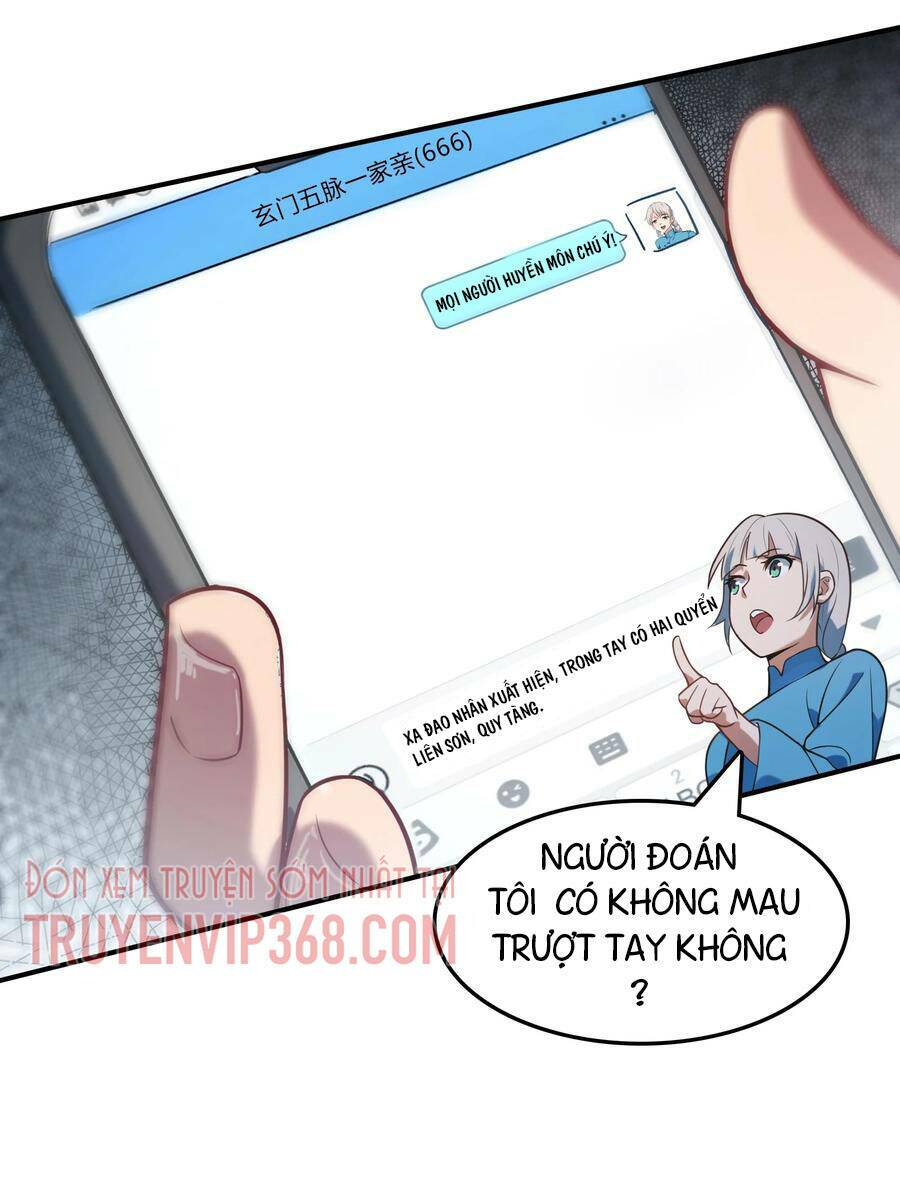 玄门五脉一家亲(666)
MỌI NGƯỜI HUYỀN MÔN CHÚ Ý!
XA ĐAO NHÂN XUẤT HIỆN, TRONG TAY CÓ HAI QUYỂN
LIÊN SƠN, QUY TÀNG.
2
NGƯỜI ĐOÁN
TÔI CÓ KHÔNG MAU
TRƯỢT TAY KHÔNG
?
ĐÓN XEM TRUYỆN SỚM NHẤT TẠI
TRUYENVIP368.COM